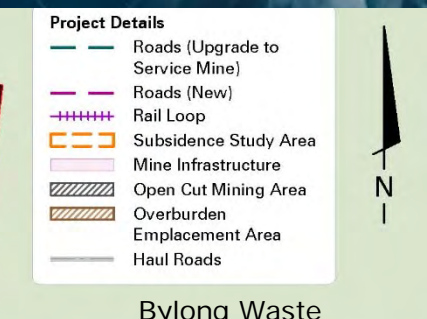 Project Details
Roads (Upgrade to
Service Mine)
Roads (New)
Rail Loop
Subsidence Study Area
Mine Infrastructure
Open Cut Mining Area
Overburden
Emplacement Area
Haul Roads
N
Bylong Waste